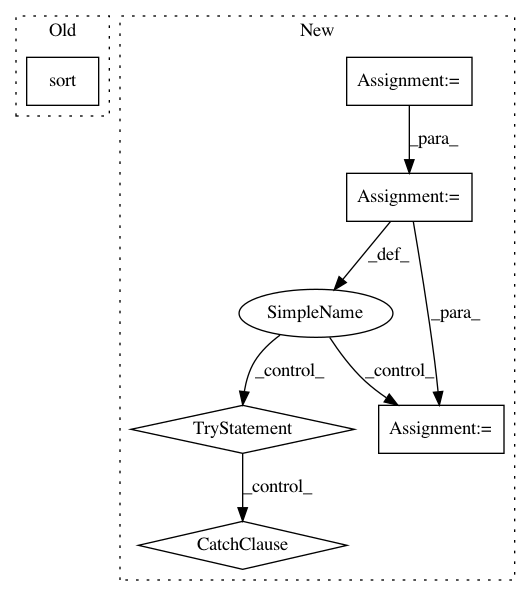 Old
New
sort
Assignment:=
_para_
Assignment:=
_def_
SimpleName
_para_
_control_
_control_
TryStatement
Assignment:=
_control_
CatchClause